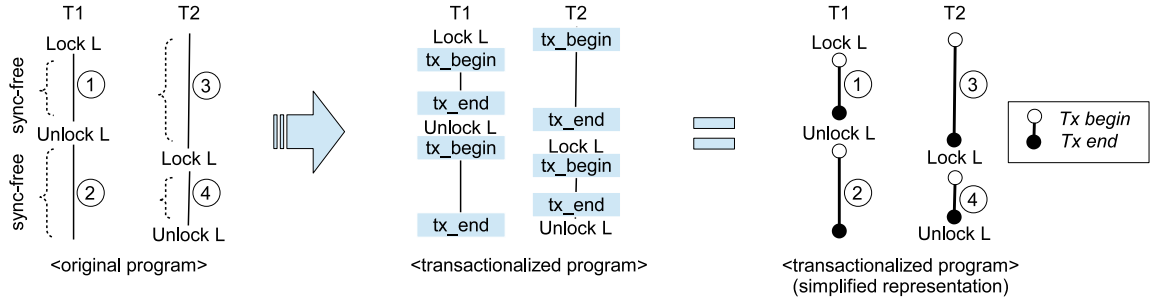 T1
T2
Lock L
sync-free
1
3
Unlock L
sync-free
2
Lock L
4
Unlock L
<original program>
T1
T2
Lock L
tx_begin
tx_begin
tx_end
tx_end
Unlock L
tx_begin
Lock L
tx_begin
tx_end
tx_end
Unlock L
<transactionalized program>
T1
T2
Lock L
1
3
Unlock L
Lock L
2
4
Unlock L
<transactionalized program>
(simplified representation)
Tx begin
Tx end